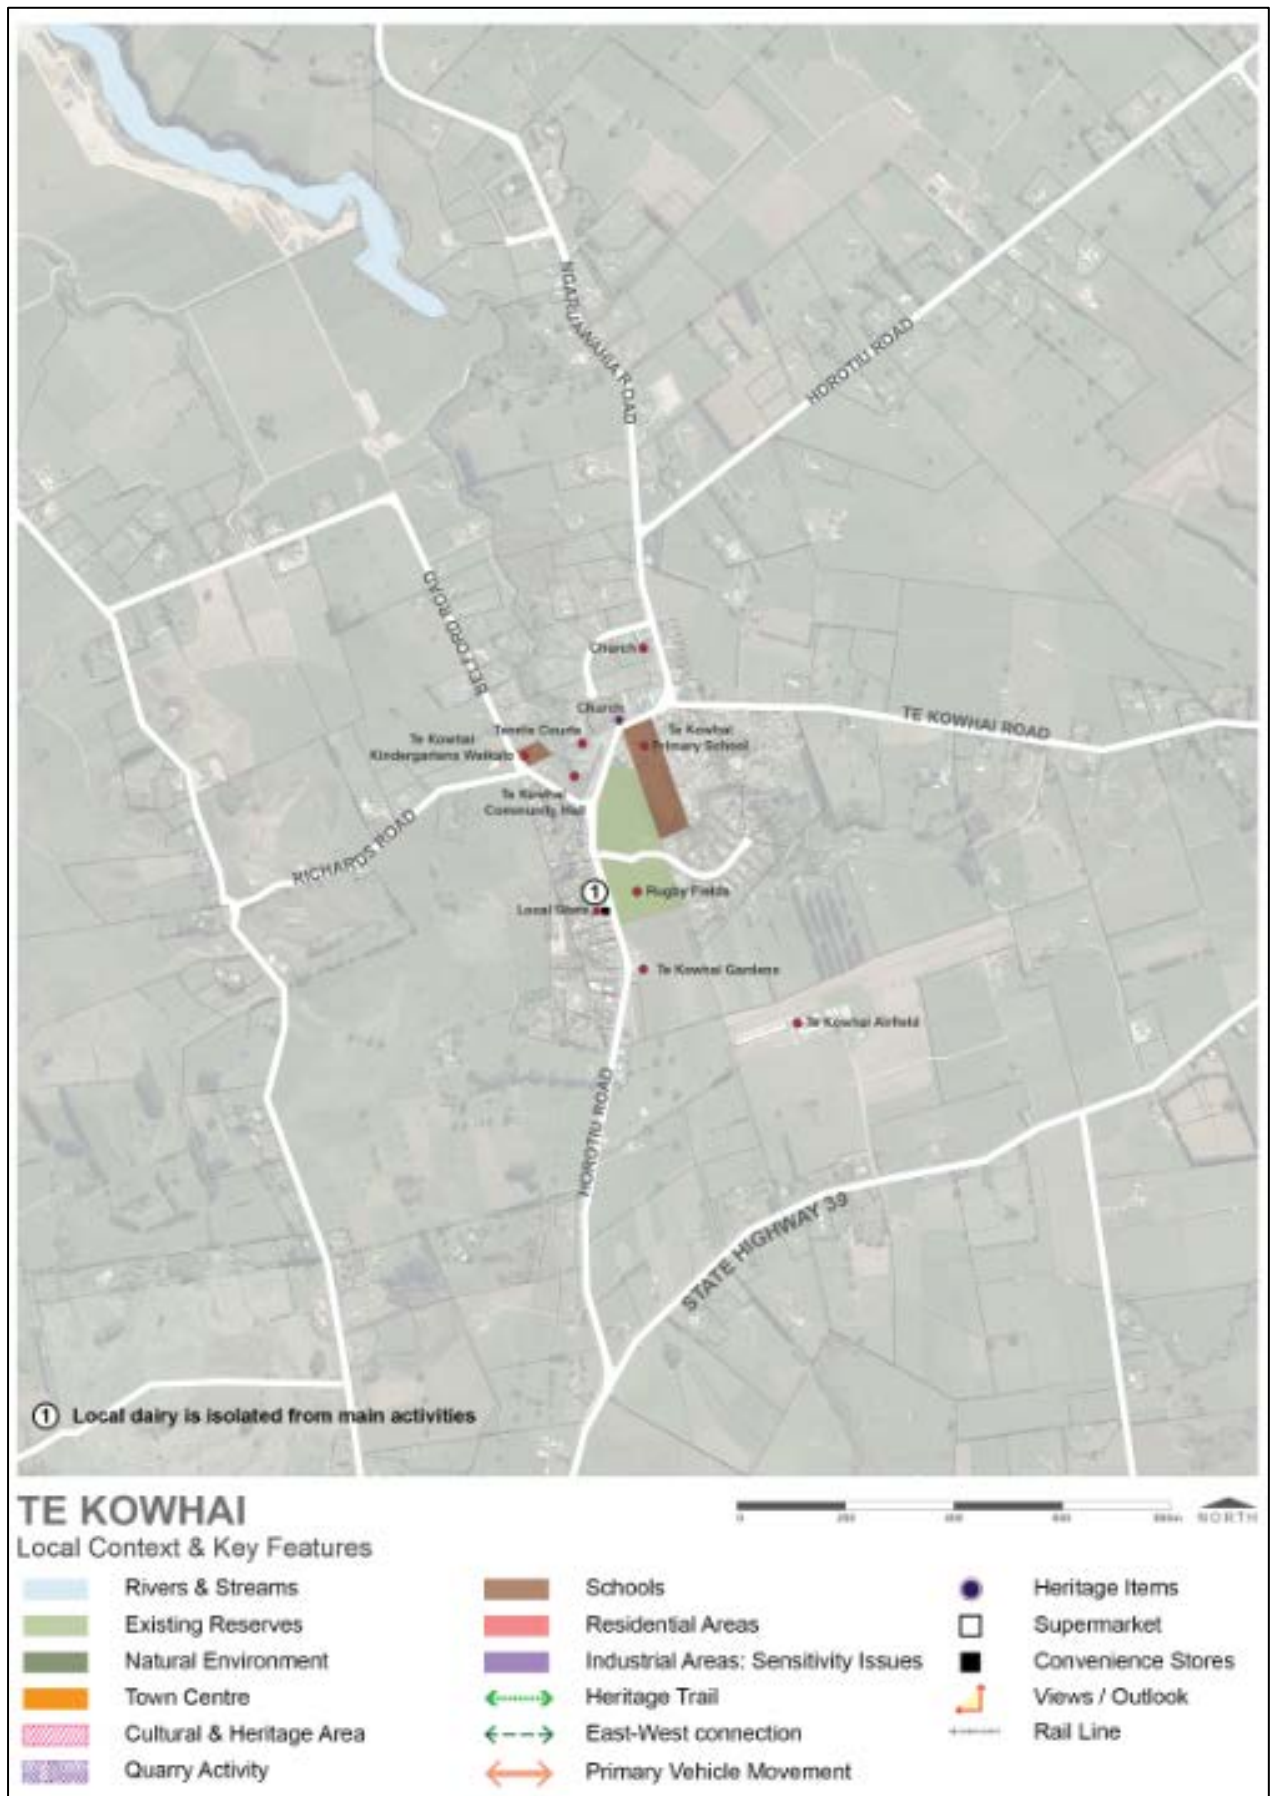 NGARUAWAHIA ROAD
HOROTIU ROAD
BELFORD ROAD
Church
Church
TE KOWHAI ROAD
Tennis Courts
Te Kowhai
Primary School
Te Kowhai
Kindergartens Waikato
Te Kowhai
Community Hall
RICHARDS ROAD
1
Rugby Fields
Local Store
Te Kowhai Gardens
Te Kowhai Airfield
HOROTIU ROAD
STATE HIGHWAY 39
1 Local dairy is isolated from main activities
TE KOWHAI
Local Context & Key Features
0
NORTH
Rivers & Streams
Existing Reserves
Natural Environment
Town Centre
Cultural & Heritage Area
Quarry Activity
Schools
Residential Areas
Industrial Areas: Sensitivity Issues
Heritage Trail
East-West connection
Primary Vehicle Movement
Heritage Items
Supermarket
Convenience Stores
Views / Outlook
Rail Line